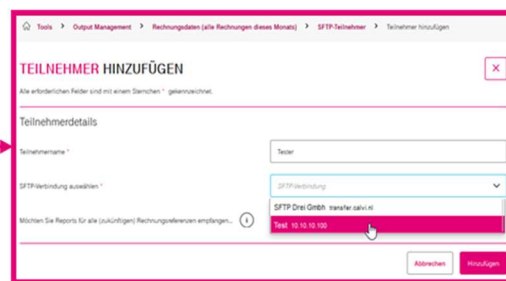 Tools > Output Management > Rechnungsdaten (alle Rechnungen dieses Monats) > SFTP-Teilnehmer > Teilnehmer hinzufügen
TEILNEHMER HINZUFÜGEN
Alle erforderlichen Felder sind mit einem Sternchen * gekennzeichnet.
Teilnehmerdetails
Teilnehmername *
Tester
SFTP-Verbindung auswählen *
SFTP-Verbindung
SFTP Drei Gmbh transfer.calvi.nl
Test 10.10.10.100
Möchten Sie Reports für alle (zukünftigen) Rechnungsreferenzen empfangen...
Abbrechen
Hinzufügen